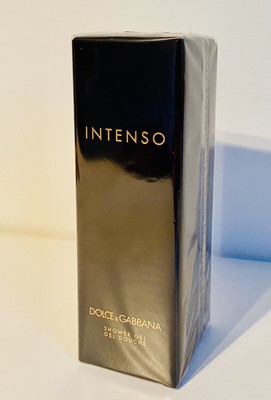 INTENSO
DOLCE & GABBANA
SHOWER GEL
GEL DOUCHE